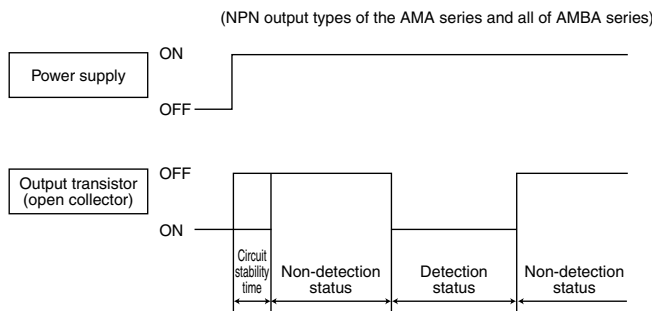 (NPN output types of the AMA series and all of AMBA series)
ON
Power supply
OFF
OFF
Output transistor
(open collector)
ON
Circuit
stability
time
Non-detection
status
Detection
status
Non-detection
status